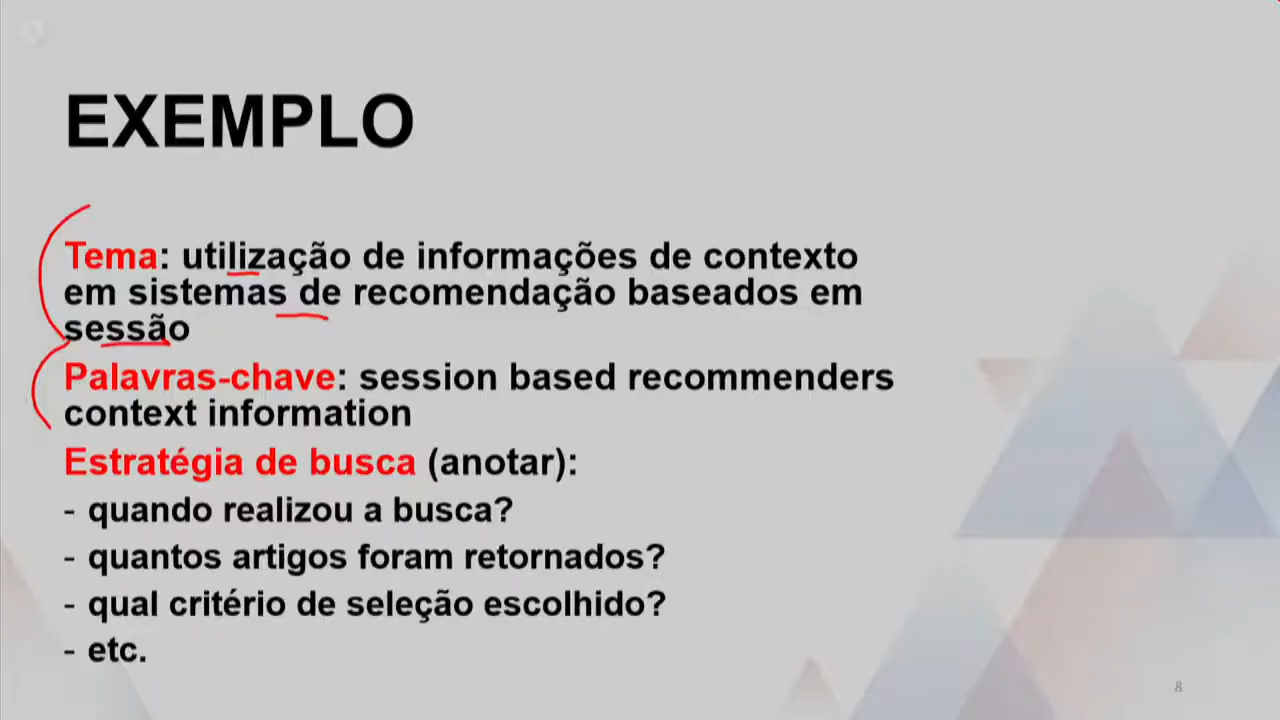 EXEMPLO
Tema: utilização de informações de contexto
em sistemas de recomendação baseados em
sessão
Palavras-chave: session based recommenders
context information
Estratégia de busca (anotar):
- quando realizou a busca?
- quantos artigos foram retornados?
- qual critério de seleção escolhido?
- etc.
8